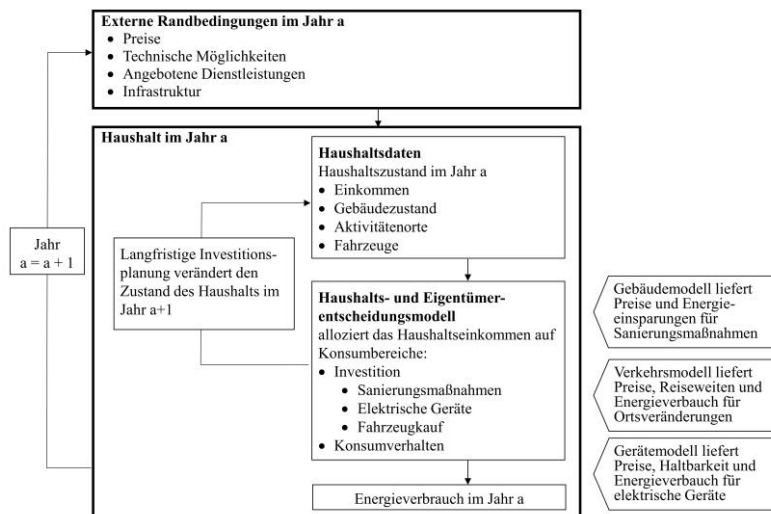 Externe Randbedingungen im Jahr a
• Preise
• Technische Möglichkeiten
• Angebotene Dienstleistungen
• Infrastruktur
Haushalt im Jahr a
Haushaltsdaten
Haushaltszustand im Jahr a
• Einkommen
• Gebäudezustand
• Aktivitätenorte
• Fahrzeuge
Jahr
a = a + 1
Langfristige Investitions-
planung verändert den
Zustand des Haushalts im
Jahr a+1
Haushalts- und Eigentümer-
entscheidungsmodell
alloziert das Haushaltseinkommen auf
Konsumbereiche:
• Investition
• Sanierungsmaßnahmen
• Elektrische Geräte
• Fahrzeugkauf
• Konsumverhalten
Energieverbrauch im Jahr a
Gebäudemodell liefert
Preise und Energie-
einsparungen für
Sanierungsmaßnahmen
Verkehrsmodell liefert
Preise, Reiseweiten und
Energieverbauch für
Ortsveränderungen
Gerätemodell liefert
Preise, Haltbarkeit und
Energieverbauch für
elektrische Geräte